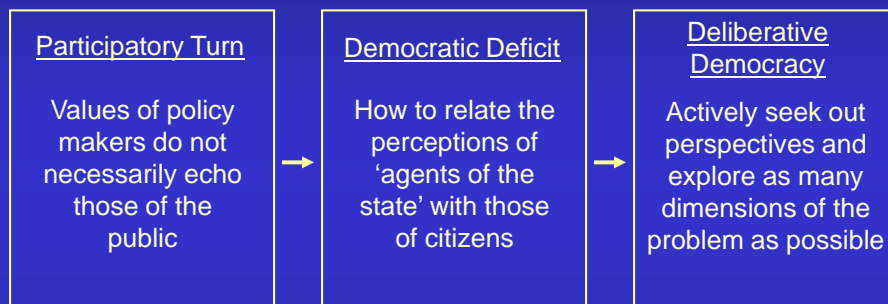 Participatory Turn
Values of policy
makers do not
necessarily echo
those of the
public
Democratic Deficit
How to relate the
perceptions of
‘agents of the
state’ with those
of citizens
Deliberative
Democracy
Actively seek out
perspectives and
explore as many
dimensions of the
problem as possible